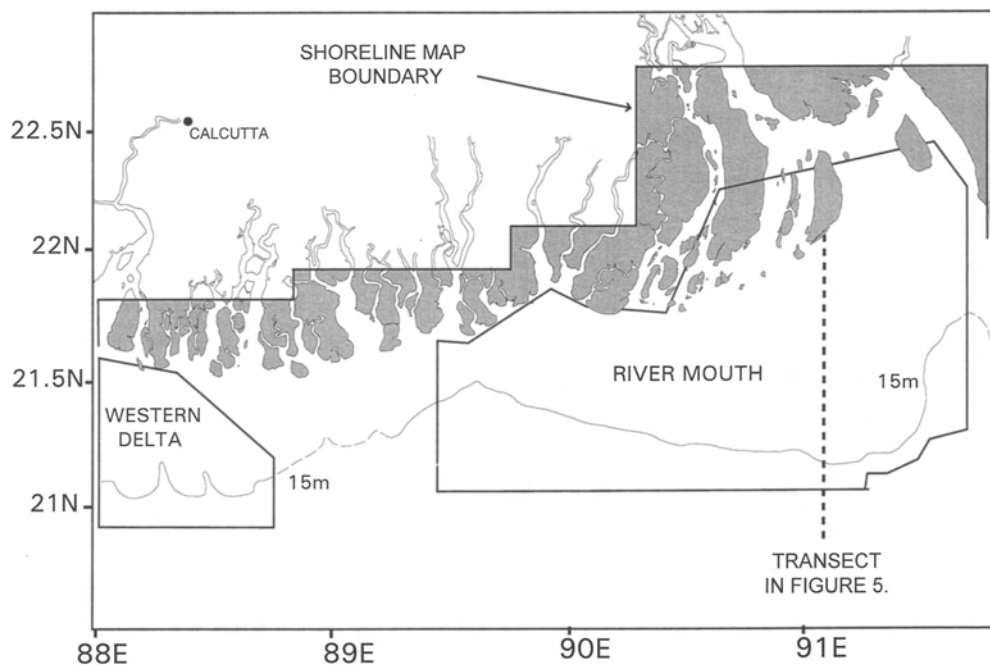 SHORELINE MAP
BOUNDARY
22.5N
CALCUTTA
22N
21.5N
RIVER MOUTH
15m
WESTERN
DELTA
15m
21N
TRANSECT
IN FIGURE 5.
88E
89E
90E
91E